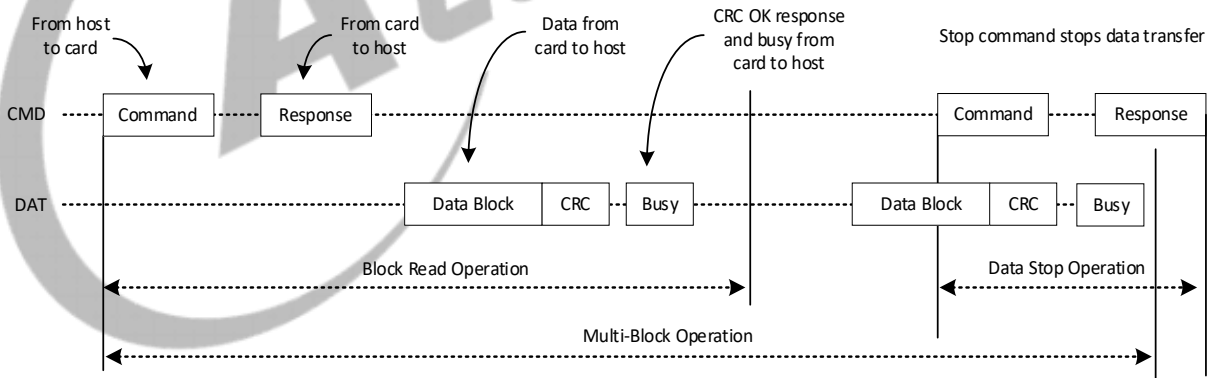 From host
to card
From card
to host
Data from
card to host
CRC OK response
and busy from
card to host
Stop command stops data transfer
CMD
Command
Response
Command
Response
DAT
Data Block
CRC
Busy
Data Block
CRC
Busy
Block Read Operation
Data Stop Operation
Multi-Block Operation